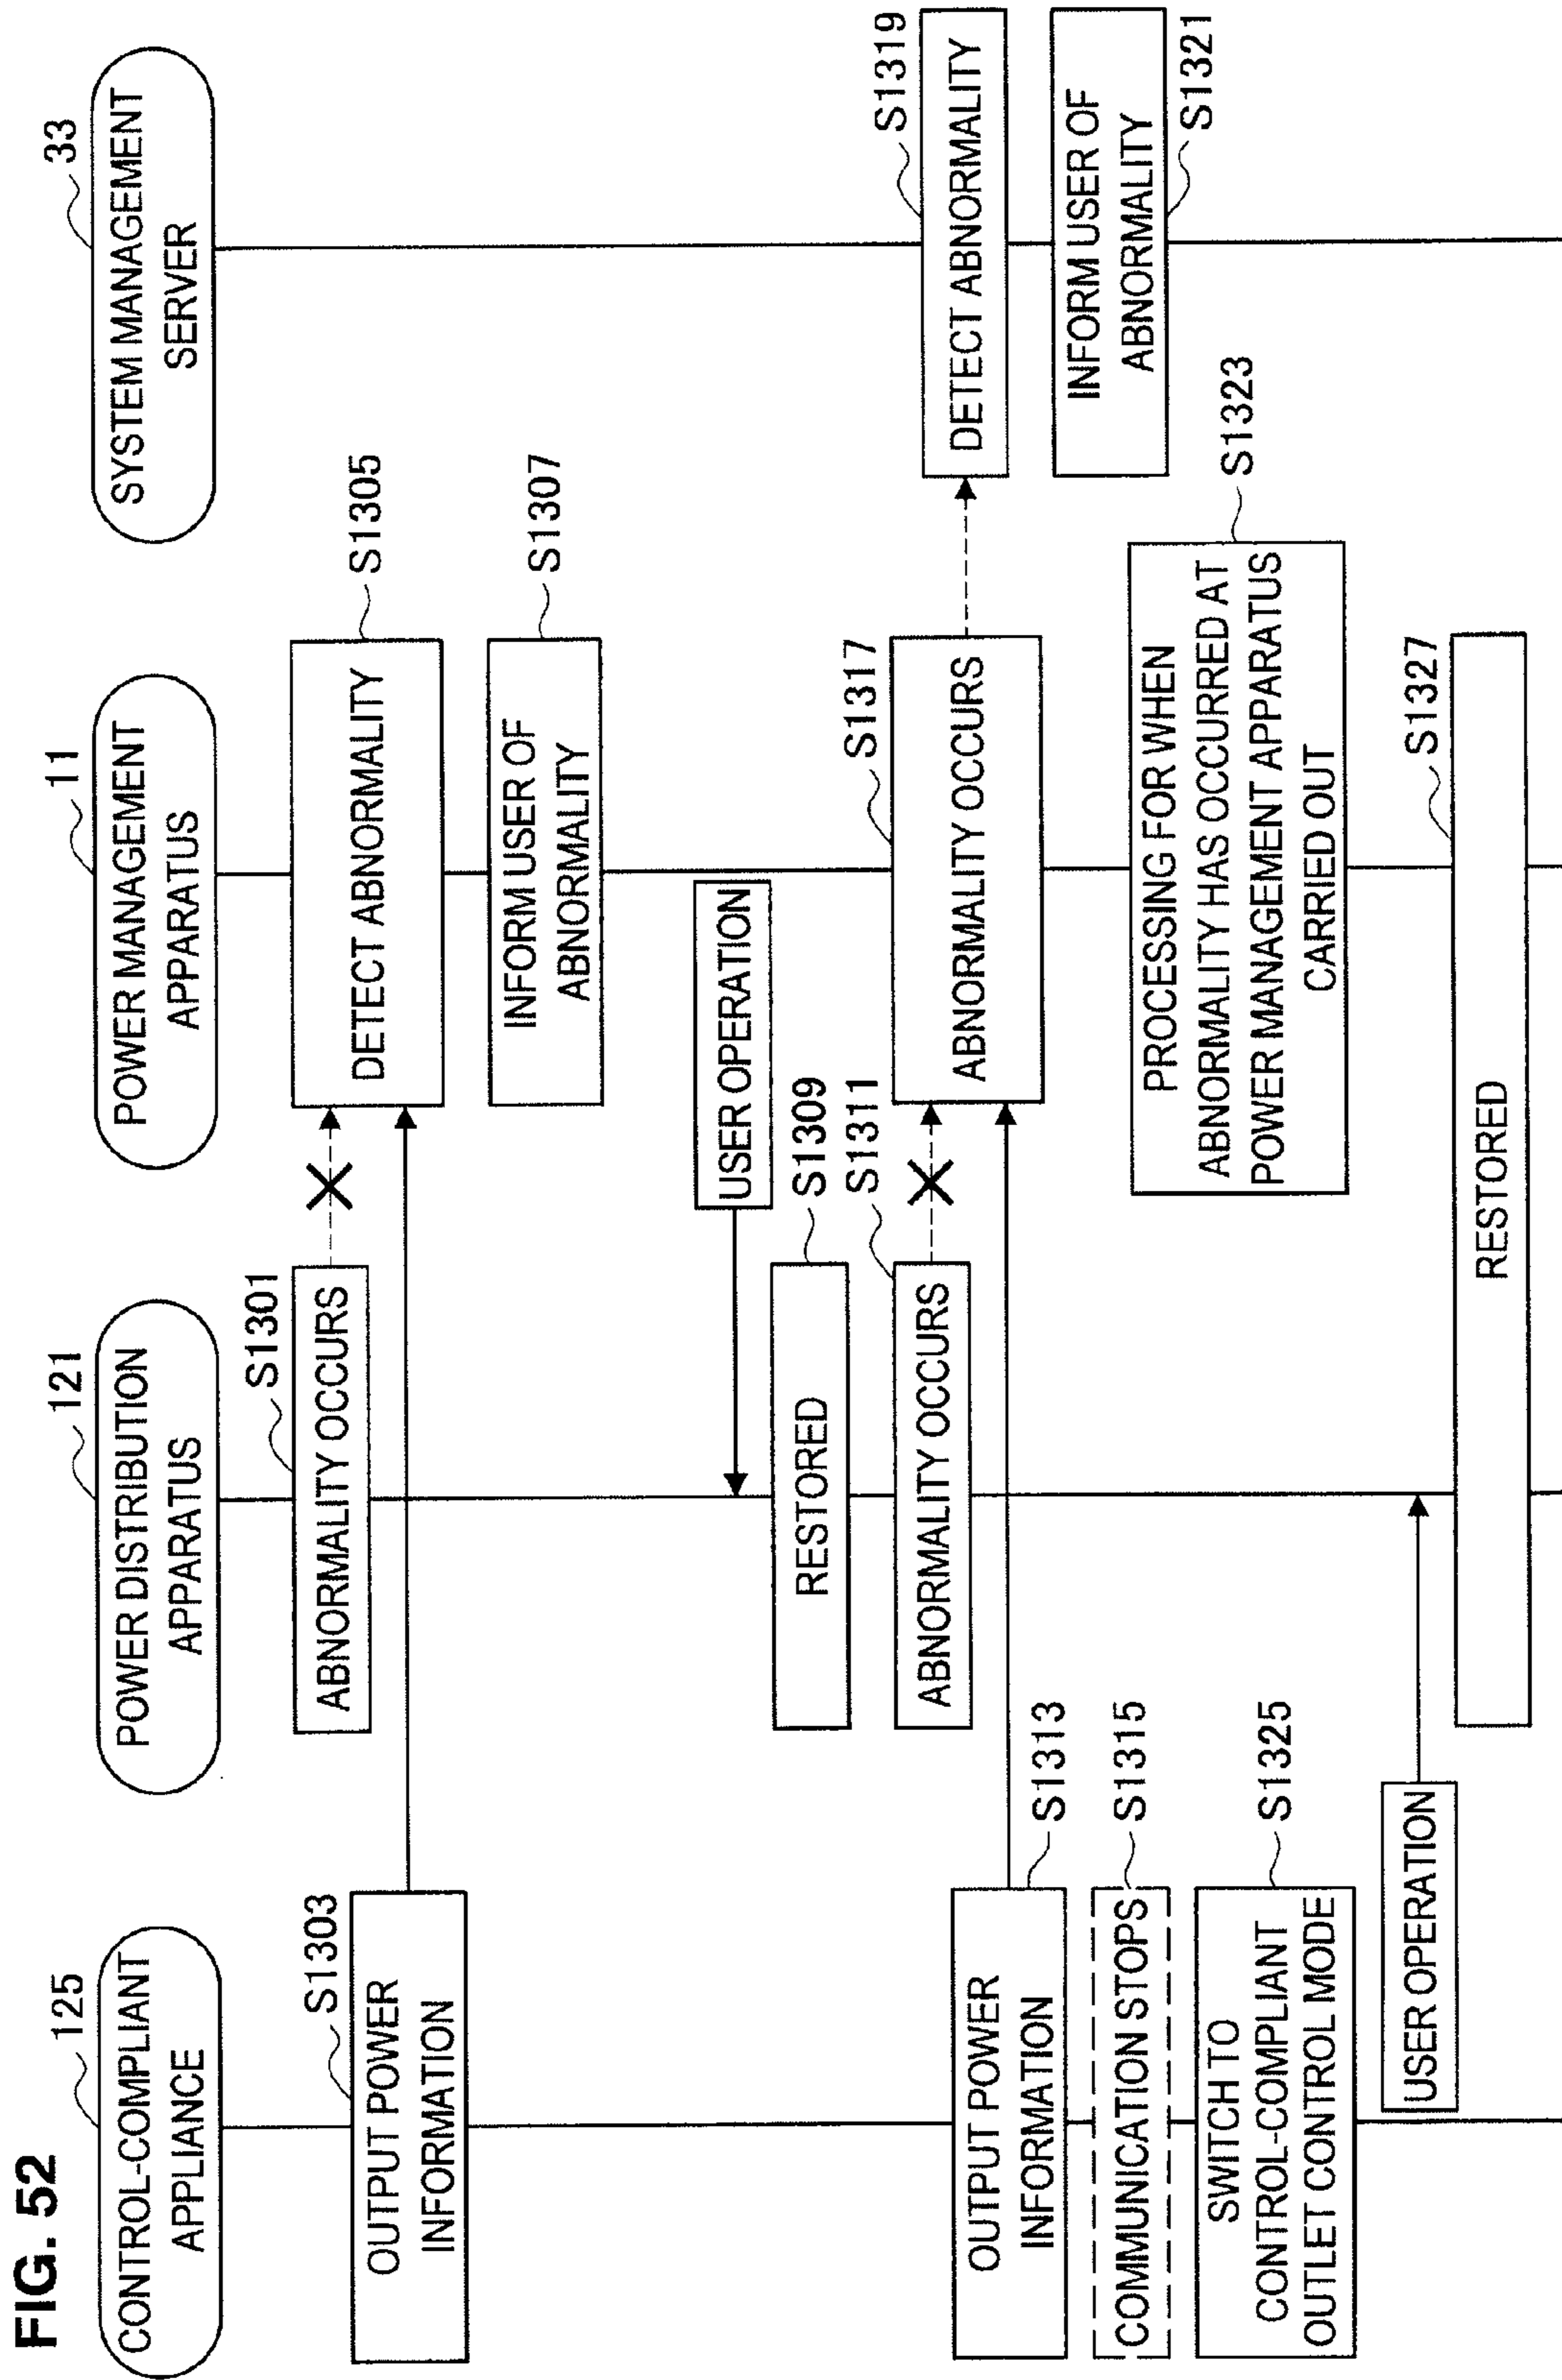 FIG. 52
125
CONTROL-COMPLIANT
APPLIANCE
121
POWER DISTRIBUTION
APPARATUS
11
POWER MANAGEMENT
APPARATUS
33
SYSTEM MANAGEMENT
SERVER
S1301
ABNORMALITY OCCURS
S1303
OUTPUT POWER
INFORMATION
S1305
DETECT ABNORMALITY
S1307
INFORM USER OF
ABNORMALITY
USER OPERATION
S1309
RESTORED
S1311
ABNORMALITY OCCURS
OUTPUT POWER
INFORMATION
S1313
COMMUNICATION STOPS
S1315
S1317
ABNORMALITY OCCURS
S1319
DETECT ABNORMALITY
INFORM USER OF
ABNORMALITY
S1321
S1323
PROCESSING FOR WHEN
ABNORMALITY HAS OCCURRED AT
POWER MANAGEMENT APPARATUS
CARRIED OUT
SWITCH TO
CONTROL-COMPLIANT
OUTLET CONTROL MODE
S1325
USER OPERATION
S1327
RESTORED